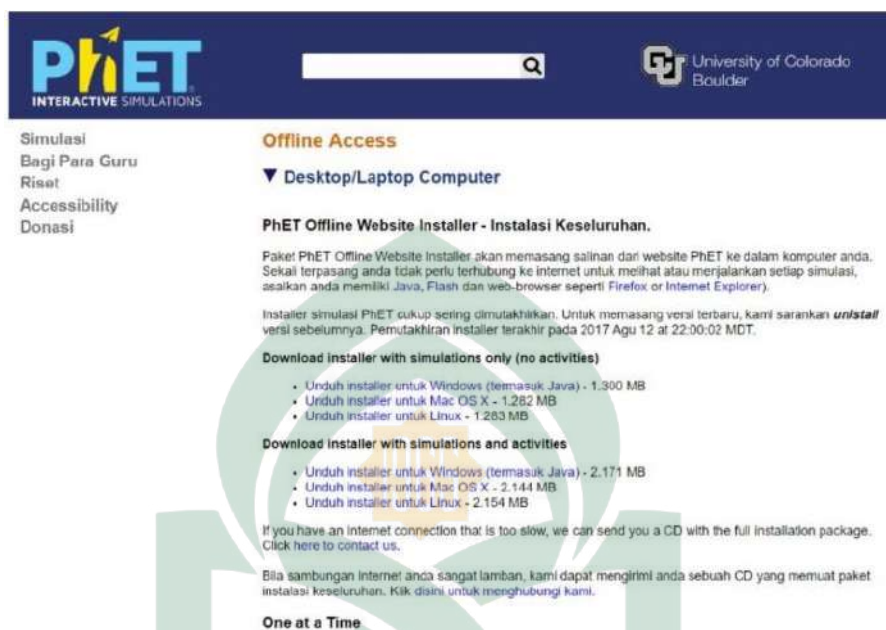 PhET
INTERACTIVE SIMULATIONS
CU University of Colorado
Boulder
Simulasi
Bagi Para Guru
Riset
Accessibility
Donasi
Offline Access
▼ Desktop/Laptop Computer
PhET Offline Website Installer - Instalasi Keseluruhan.
Paket PhET Offline Website Installer akan memasang salinan dari website PhET ke dalam komputer anda.
Sekali terpasang anda tidak perlu terhubung ke internet untuk melihat atau menjalankan setiap simulasi,
asalkan anda memiliki Java, Flash dan web-browser seperti Firefox or Internet Explorer).
Installer simulasi PhET cukup sering dimutakhirkan. Untuk memasang versi terbaru, kami sarankan unistall
versi sebelumnya. Pemutakhiran installer terakhir pada 2017 Agu 12 at 22:00:02 MDT.
Download installer with simulations only (no activities)
• Unduh installer untuk Windows (termasuk Java) - 1.300 MB
• Unduh installer untuk Mac OS X - 1.282 MB
• Unduh installer untuk Linux - 1.283 MB
Download installer with simulations and activities
• Unduh installer untuk Windows (termasuk Java) - 2.171 MB
• Unduh installer untuk Mac OS X - 2.144 MB
• Unduh installer untuk Linux - 2.154 MB
If you have an Internet connection that is too slow, we can send you a CD with the full installation package.
Click here to contact us.
Bila sambungan Internet anda sangat lamban, kami dapat mengirimi anda sebuah CD yang memuat paket
instalasi keseluruhan. Klik disini untuk menghubungi kami.
One at a Time